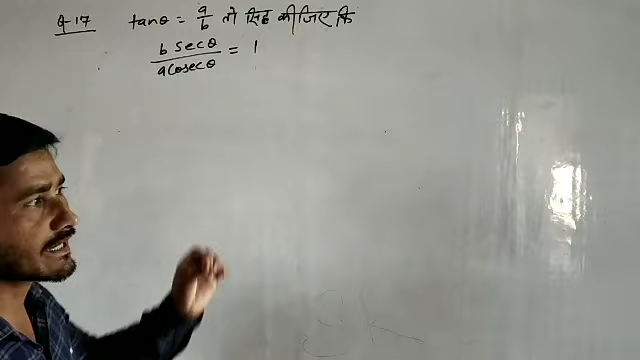 Q-17 tanθ = a/b तो सिद्ध कीजिए कि
b secθ / a cosecθ = 1